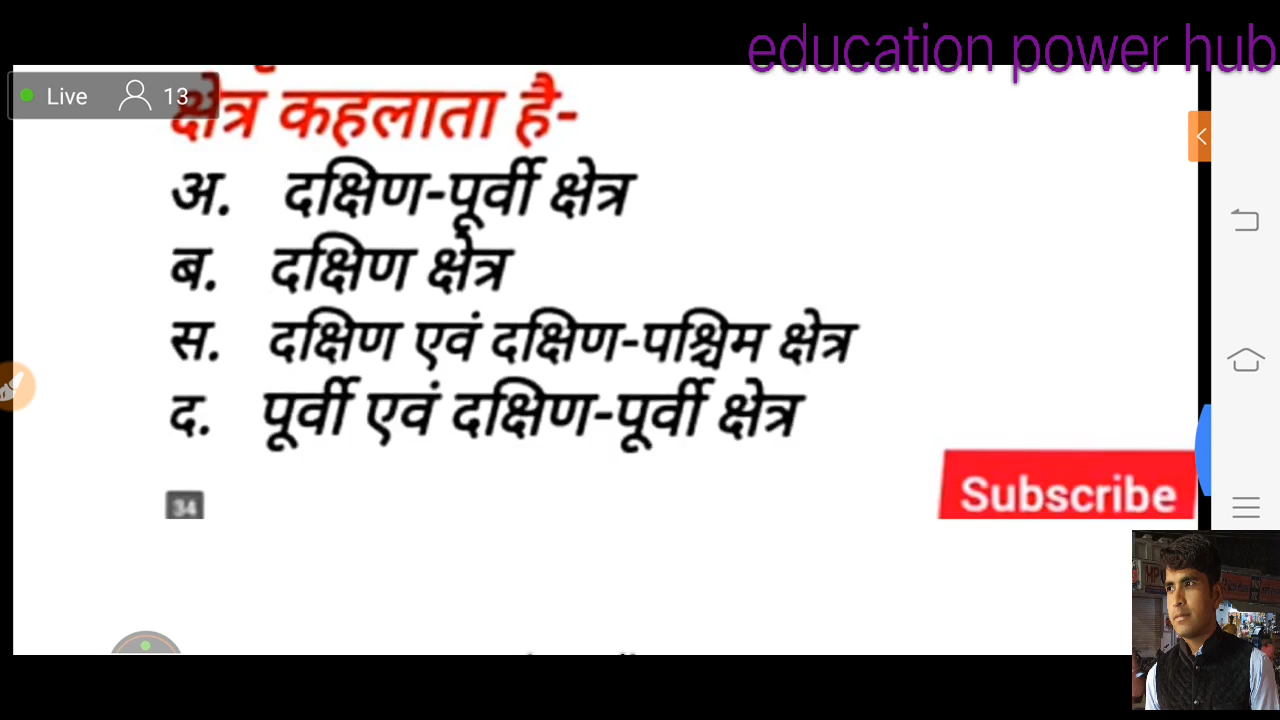 education power hub
Live 13
क्षेत्र कहलाता है-
अ. दक्षिण-पूर्वी क्षेत्र
ब. दक्षिण क्षेत्र
स. दक्षिण एवं दक्षिण-पश्चिम क्षेत्र
द. पूर्वी एवं दक्षिण-पूर्वी क्षेत्र
34
Subscribe